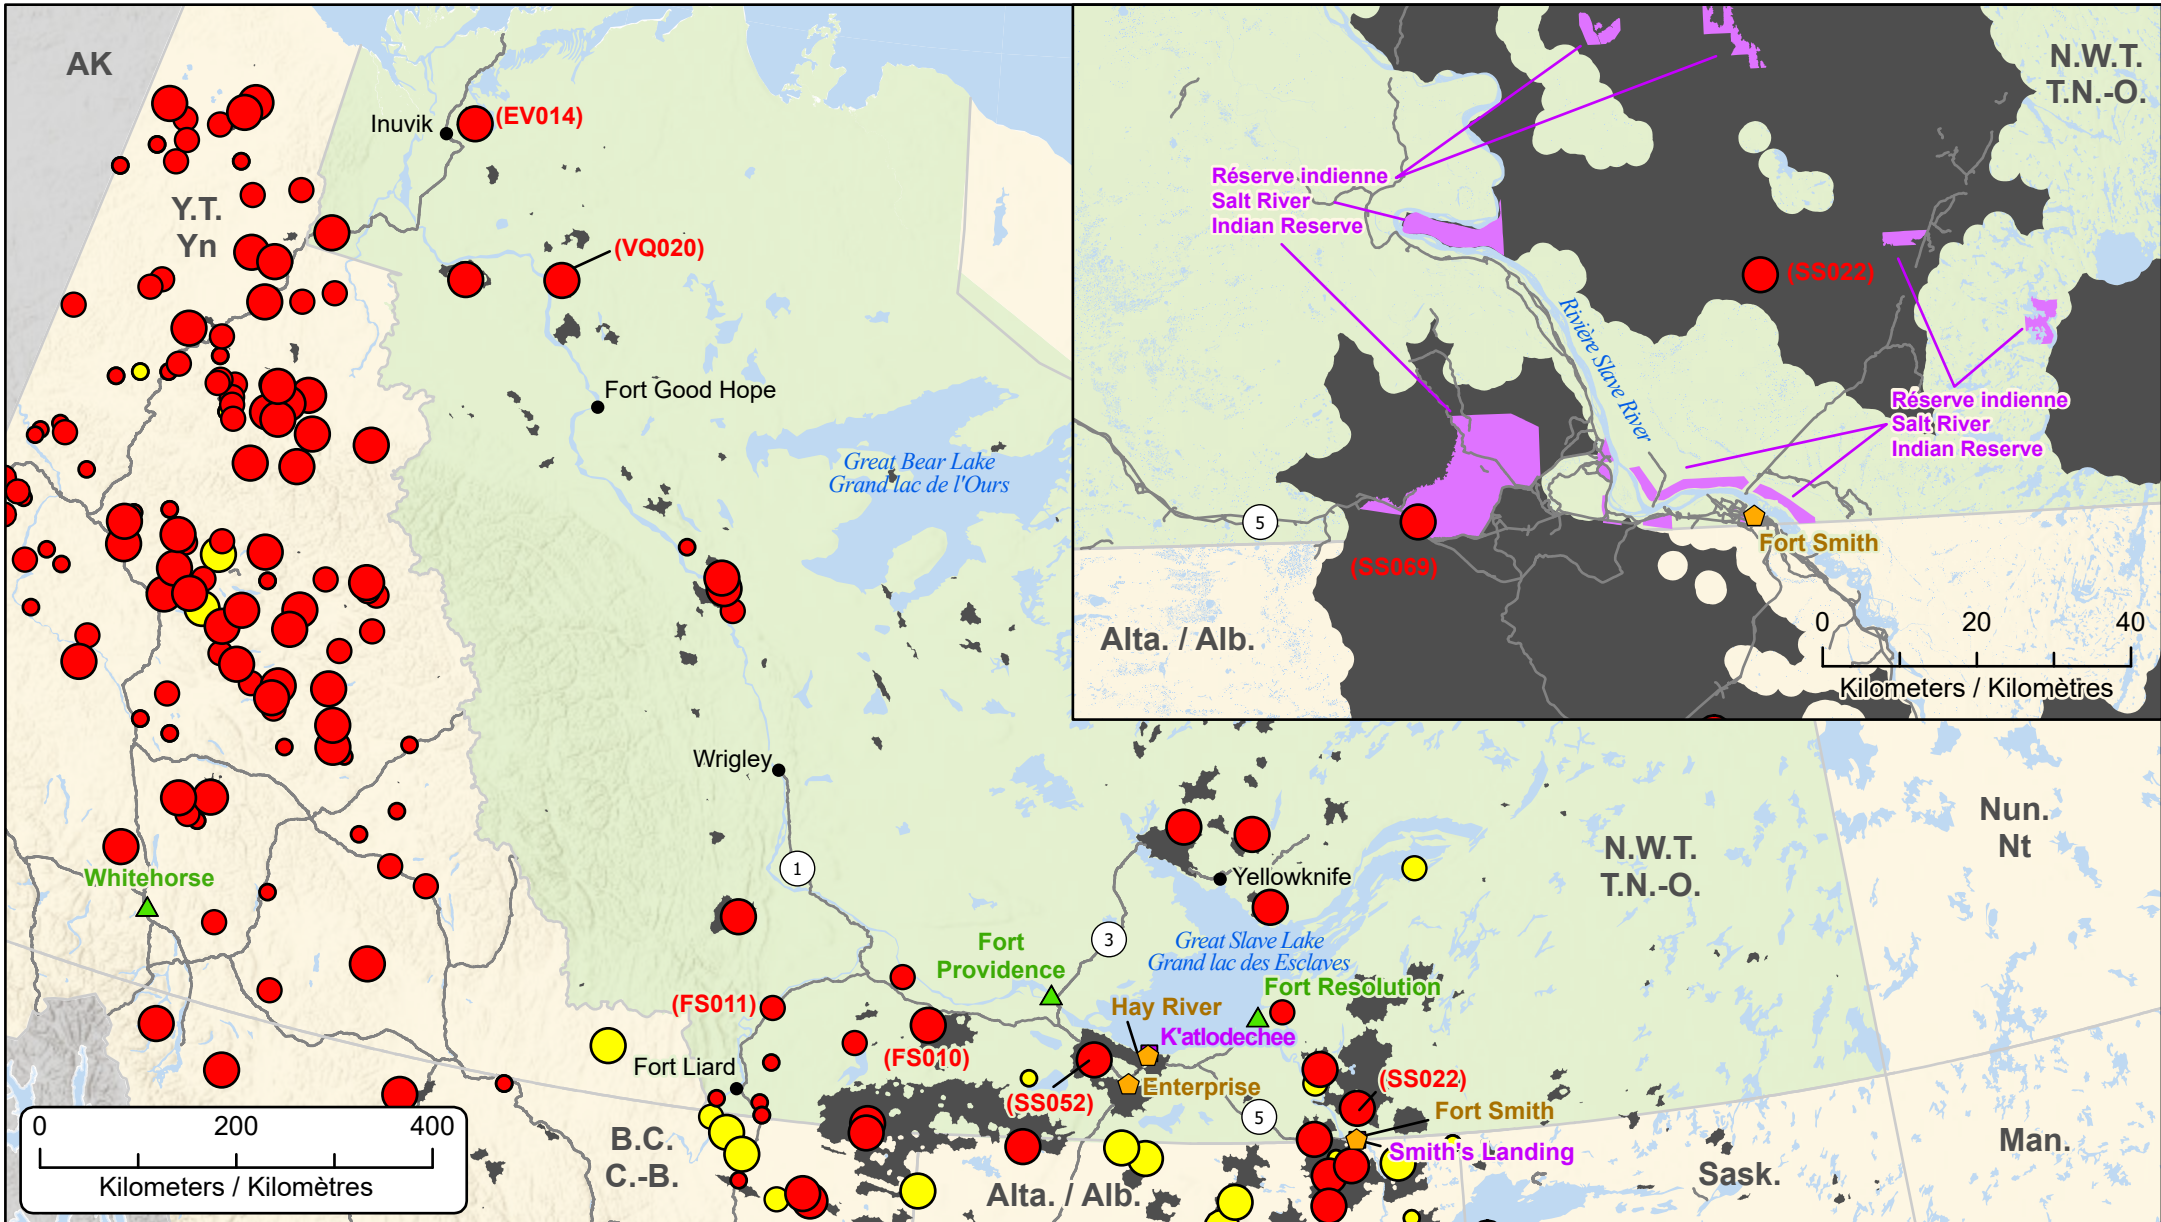 AK
Y.T.
Yn
Inuvik
(EV014)
(VQ020)
Fort Good Hope
Great Bear Lake
Grand lac de l'Ours
Wrigley
1
Whitehorse
Yellowknife
3
Great Slave Lake
Grand lac des Esclaves
Fort
Providence
Fort Resolution
Hay River
K'atlodechee
(FS011)
(FS010)
Fort Liard
(SS052)
Enterprise
(SS022)
5
Fort Smith
Smith's Landing
N.W.T.
T.N.-O.
Nun.
Nt
B.C.
C.-B.
Alta. / Alb.
Sask.
Man.
0 200 400
Kilometers / Kilomètres
N.W.T.
T.N.-O.
Réserve indienne
Salt River
Indian Reserve
(SS022)
Rivière Slave River
Réserve indienne
Salt River
Indian Reserve
5
(SS069)
Fort Smith
Alta. / Alb.
0 20 40
Kilometers / Kilomètres